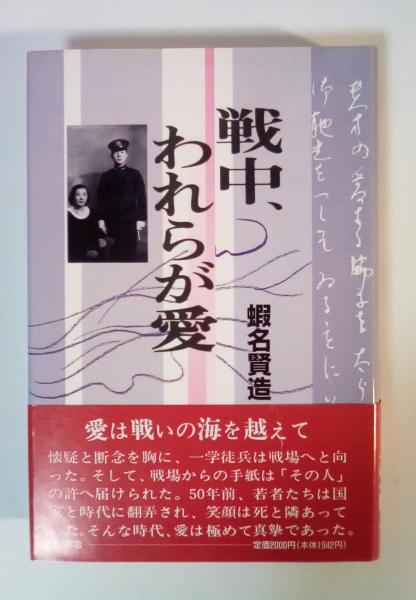 戦中、
われらが愛
蝦名賢造
愛は戦いの海を越えて
懐疑と断念を胸に、一学徒兵は戦場へと向
った。そして、戦場からの手紙は「その人」
の許へ届けられた。50年前、若者たちは国
家と時代に翻弄され、笑顔は死と隣あって
いた。そんな時代、愛は極めて真摯であった。
定価2000円(本体1942円)